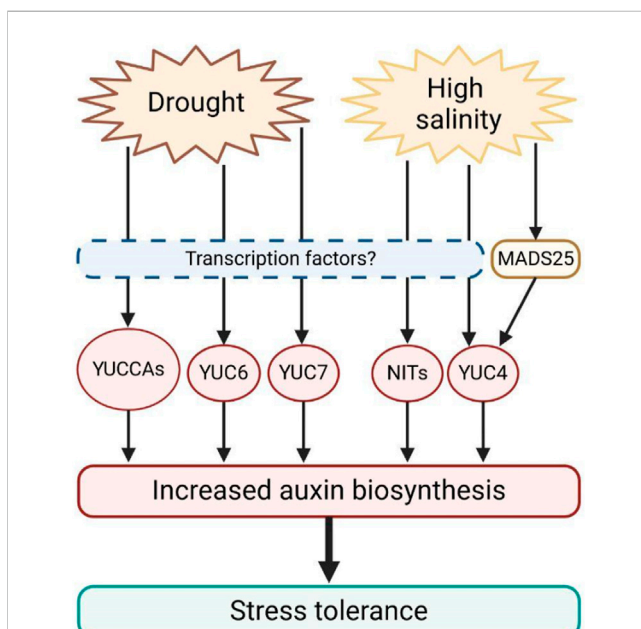 Drought
High
salinity
Transcription factors?
MADS25
YUCCAs
YUC6
YUC7
NITs
YUC4
Increased auxin biosynthesis
Stress tolerance